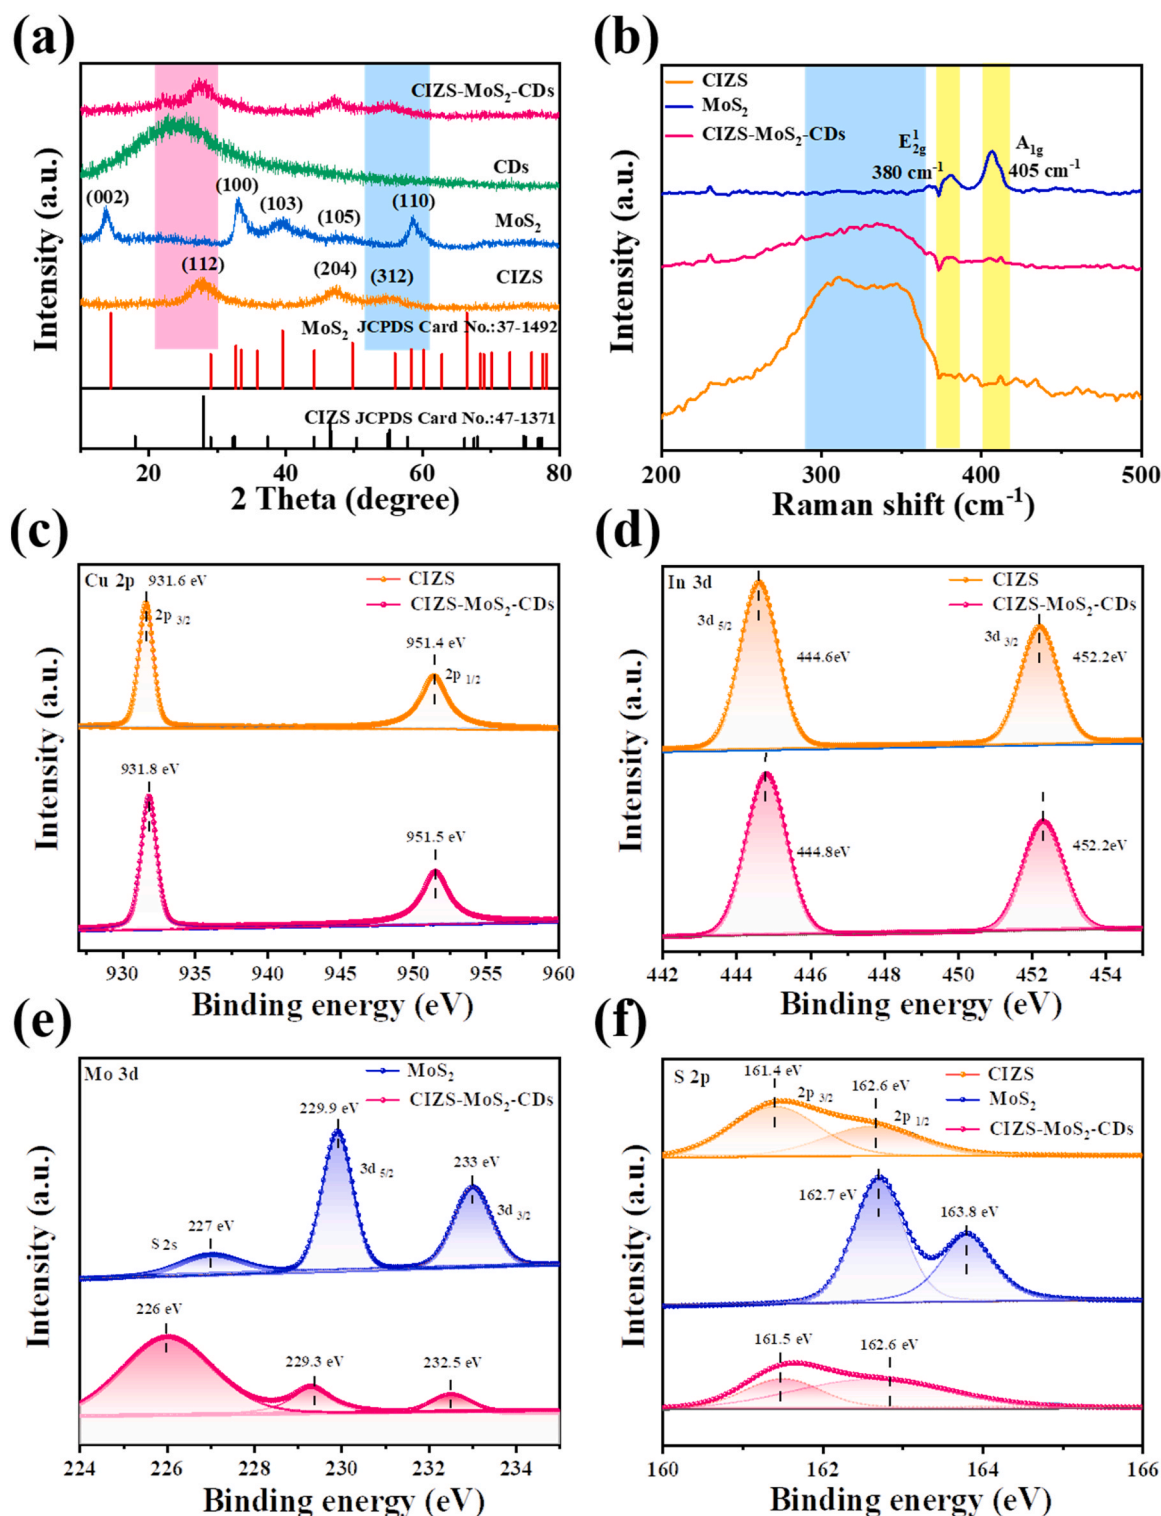 (a)
CIZS-MoS₂-CDs
CDs
(002)
(100)
(103)
(105)
(110)
MoS₂
(112)
(204)
(312)
CIZS
MoS₂ JCPDS Card No.:37-1492
CIZS JCPDS Card No.:47-1371
20 40 60 80
2 Theta (degree)
Intensity (a.u.)
(b)
CIZS
MoS₂
CIZS-MoS₂-CDs
E¹₂g
380 cm⁻¹
A₁g
405 cm⁻¹
200 300 400 500
Raman shift (cm⁻¹)
Intensity (a.u.)
(c)
Cu 2p
931.6 eV
2p 3/2
CIZS
CIZS-MoS₂-CDs
951.4 eV
2p 1/2
931.8 eV
951.5 eV
930 935 940 945 950 955 960
Binding energy (eV)
Intensity (a.u.)
(d)
In 3d
CIZS
CIZS-MoS₂-CDs
3d 5/2
444.6eV
3d 3/2
452.2eV
444.8eV
452.2eV
442 444 446 448 450 452 454
Binding energy (eV)
Intensity (a.u.)
(e)
Mo 3d
MoS₂
CIZS-MoS₂-CDs
229.9 eV
3d 5/2
233 eV
3d 3/2
227 eV
S 2s
226 eV
229.3 eV
232.5 eV
224 226 228 230 232 234
Binding energy (eV)
Intensity (a.u.)
(f)
S 2p
161.4 eV
2p 3/2
162.6 eV
2p 1/2
CIZS
MoS₂
CIZS-MoS₂-CDs
162.7 eV
163.8 eV
161.5 eV
162.6 eV
160 162 164 166
Binding energy (eV)
Intensity (a.u.)